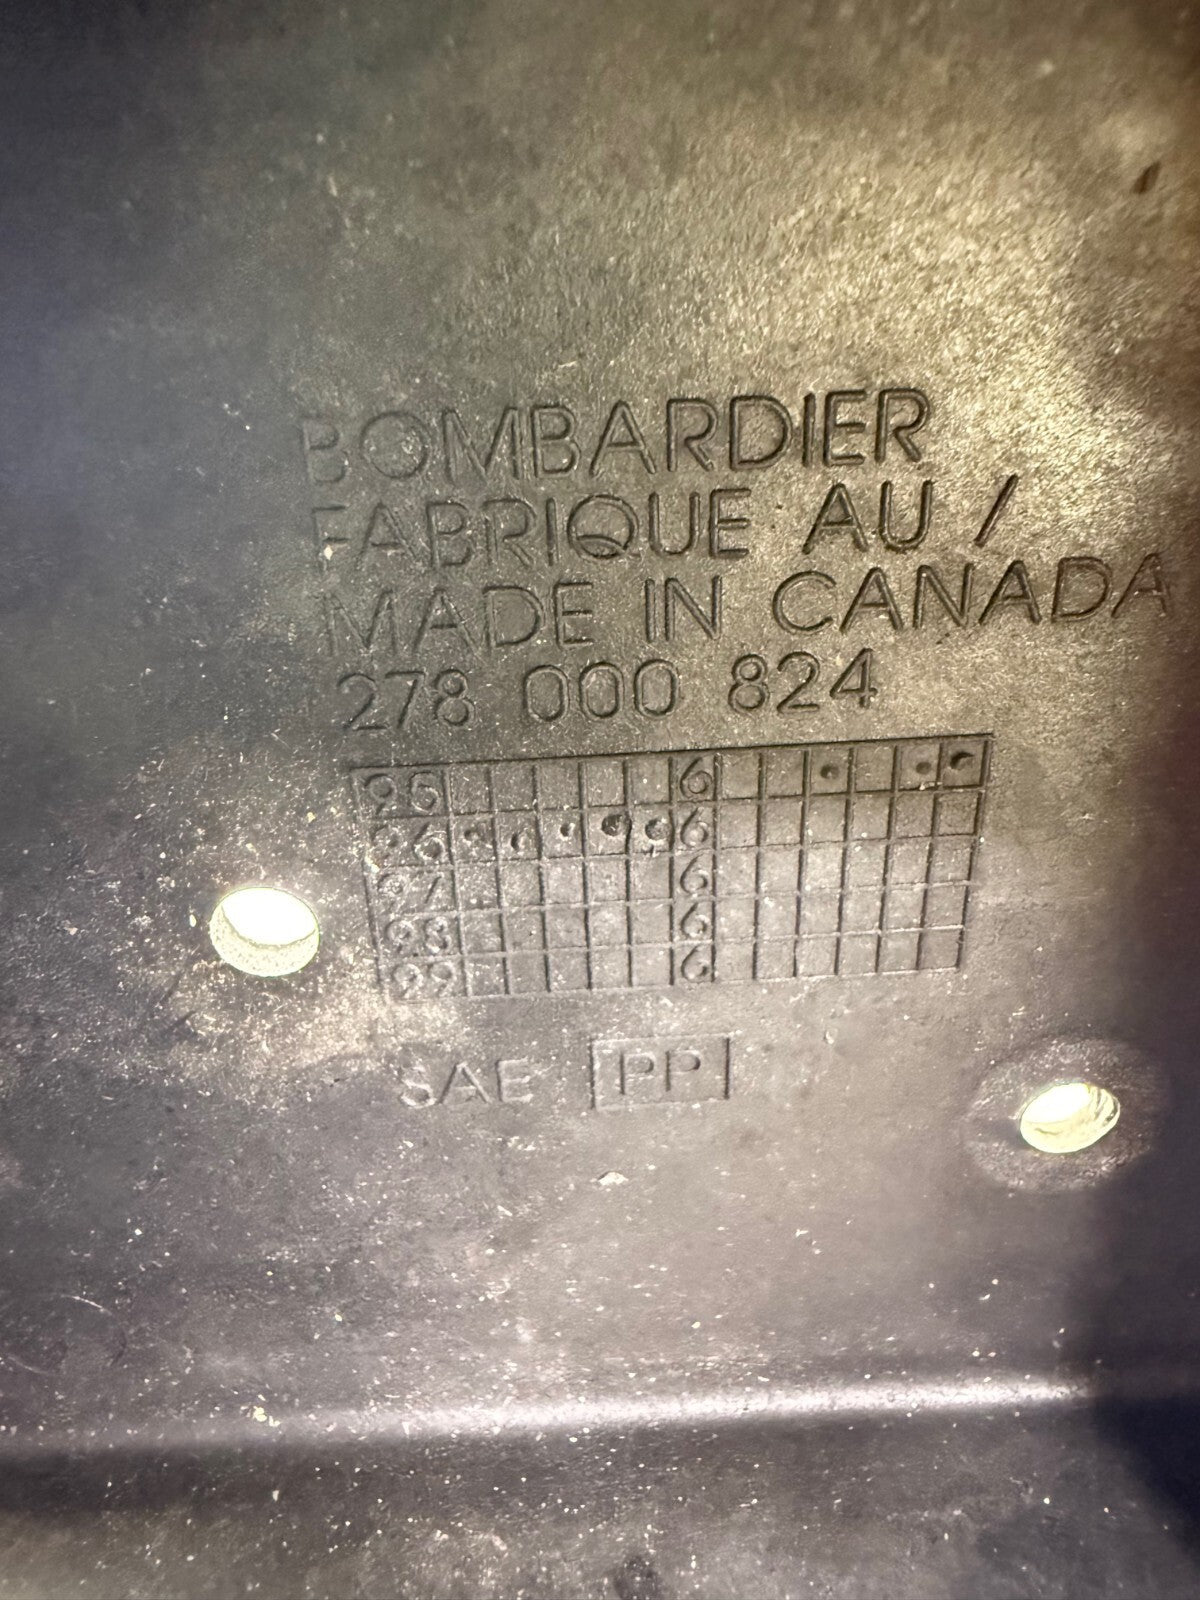 BOMBARDIER
FABRIQUE AU /
MADE IN CANADA
278 000 824
95 6
96 6
97 6
98 6
99 6
SAE PP